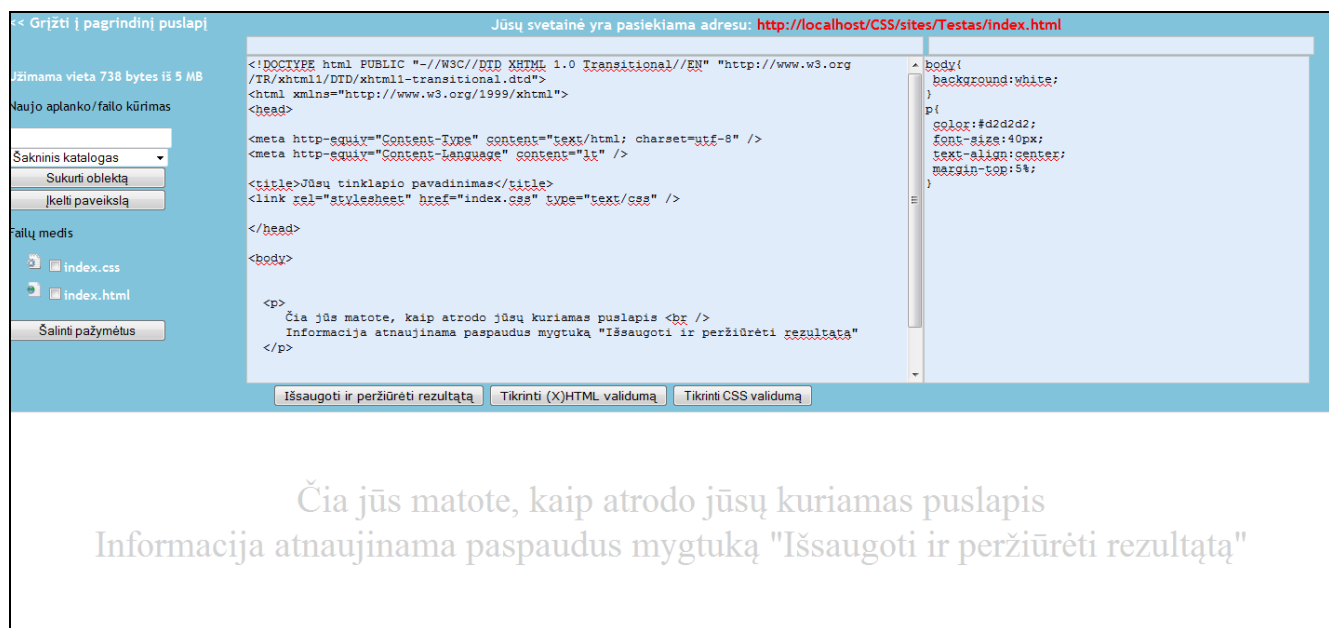 << Grįžti į pagrindinį puslapį
Jūsų svetainė yra pasiekiama adresu: http://localhost/CSS/sites/Testas/index.html
Užimama vieta 738 bytes iš 5 MB
Naujo aplanko/failo kūrimas
Šakninis katalogas
Sukurti oblektą
Įkelti paveikslą
Failų medis
index.css
index.html
Šalinti pažymėtus
<!DOCTYPE html PUBLIC "-//W3C//DTD XHTML 1.0 Transitional//EN" "http://www.w3.org
/TR/xhtml1/DTD/xhtml1-transitional.dtd">
<html xmlns="http://www.w3.org/1999/xhtml">
<head>
<meta http-equiv="Content-Type" content="text/html; charset=utf-8" />
<meta http-equiv="Content-Language" content="lt" />
<title>Jūsų tinklapio pavadinimas</title>
<link rel="stylesheet" href="index.css" type="text/css" />
</head>
<body>
<p>
Čia jūs matote, kaip atrodo jūsų kuriamas puslapis <br />
Informacija atnaujinama paspaudus mygtuką "Išsaugoti ir peržiūrėti rezultątą"
</p>
body{
background:white;
}
p{
color:#d2d2d2;
font-size:40px;
text-align:center;
margin-top:5%;
}
Išsaugoti ir peržiūrėti rezultątą
Tikrinti (X)HTML validumą
Tikrinti CSS validumą
Čia jūs matote, kaip atrodo jūsų kuriamas puslapis
Informacija atnaujinama paspaudus mygtuką "Išsaugoti ir peržiūrėti rezultątą"